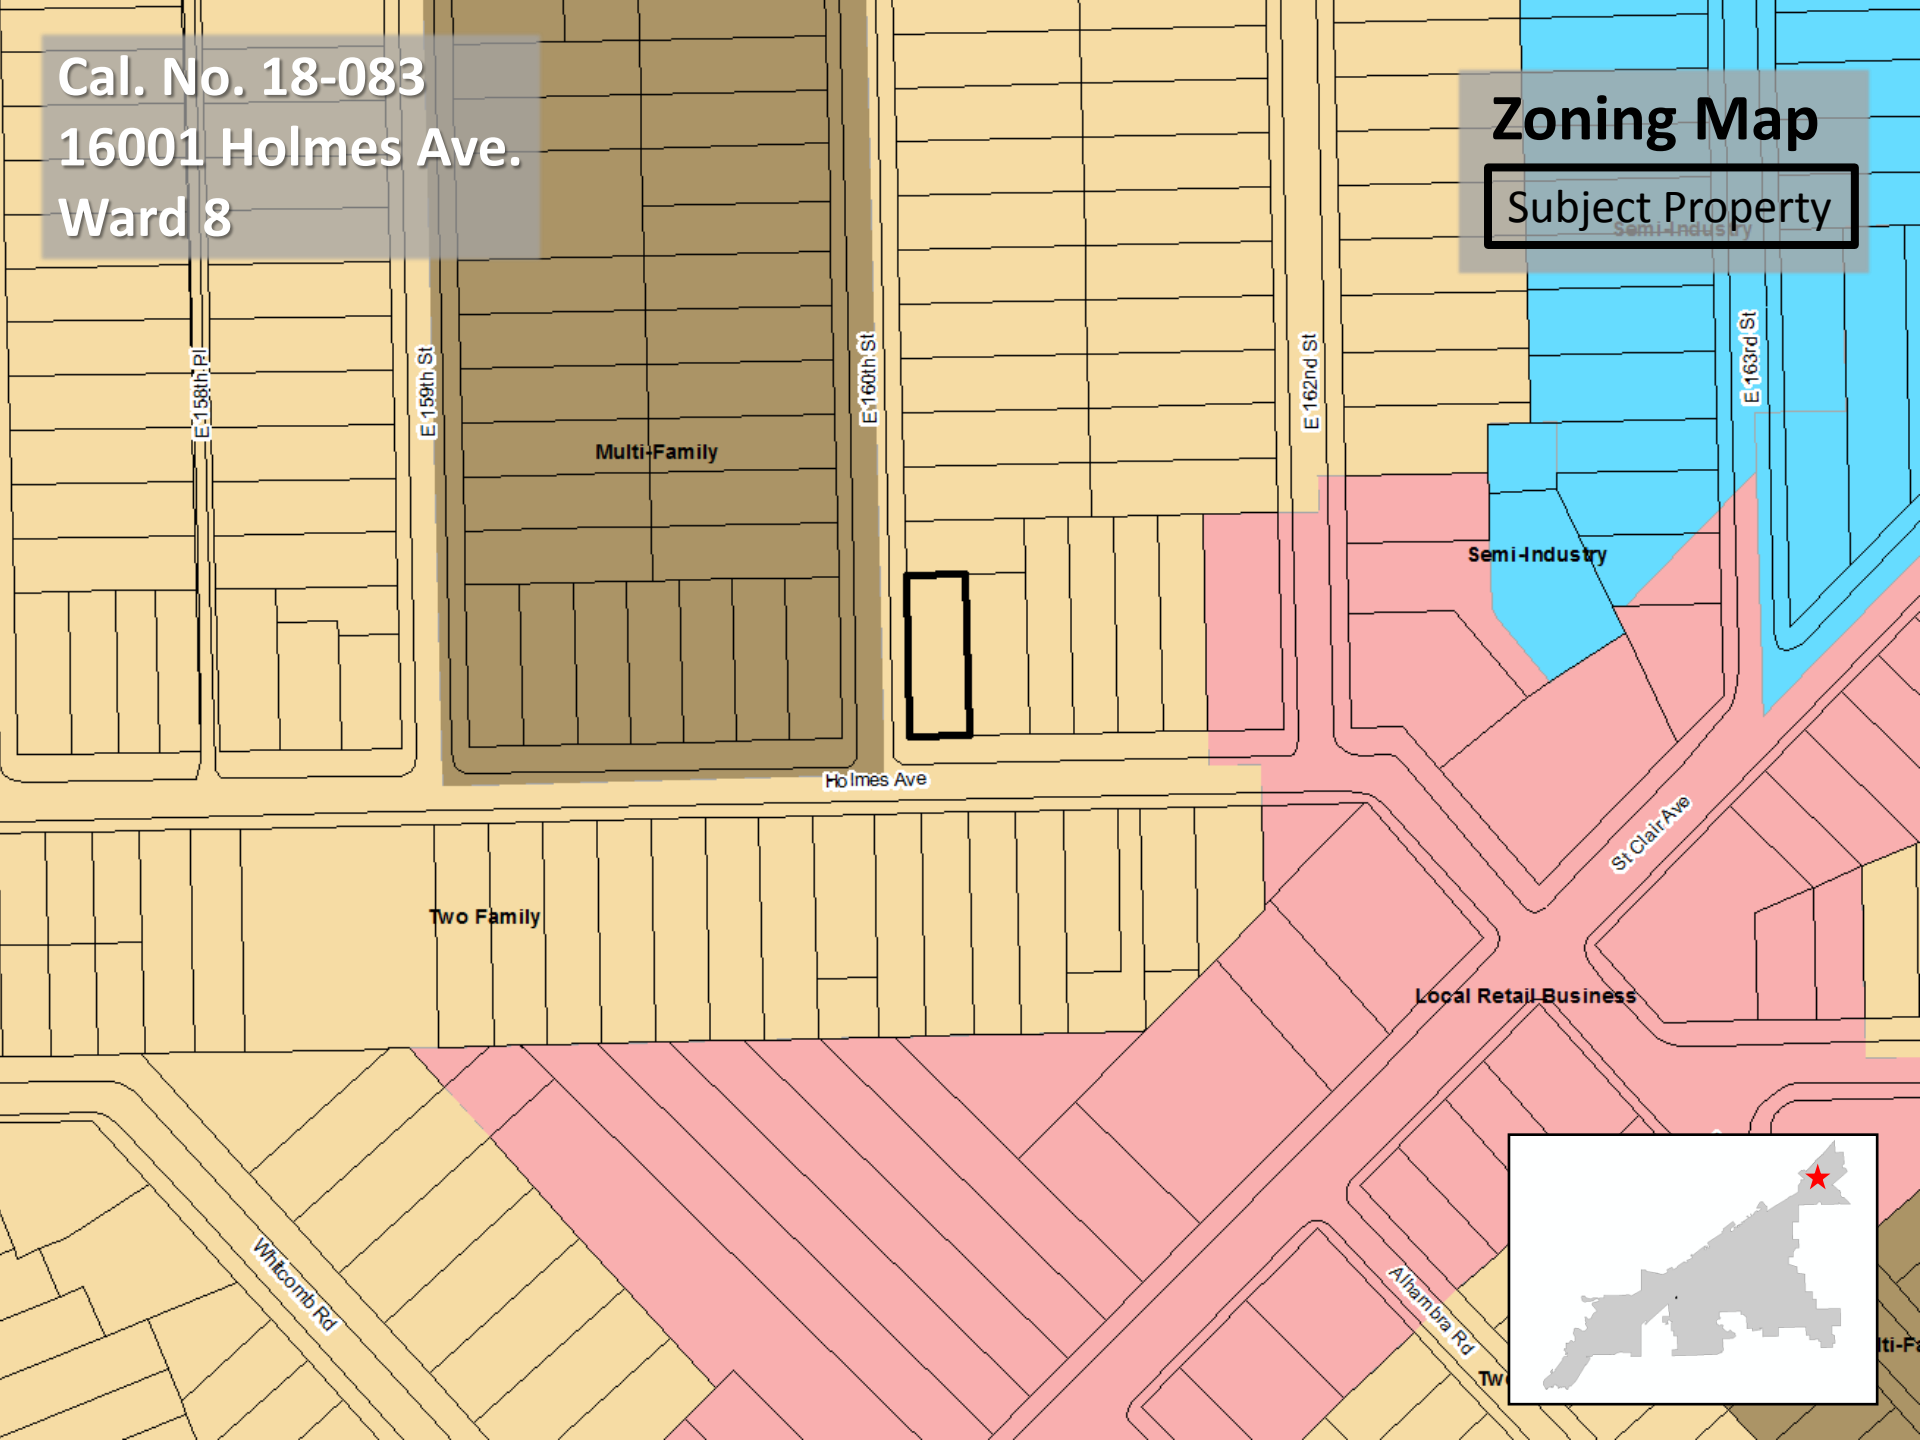 Cal. No. 18-083
16001 Holmes Ave.
Ward 8
Zoning Map
Subject Property
Semi-Industry
E 158th Pl
E 159th St
E 160th St
E 162nd St
E 163rd St
Multi-Family
Semi-Industry
Holmes Ave
St Clair Ave
Two Family
Local Retail Business
Whitcomb Rd
Alhambra Rd